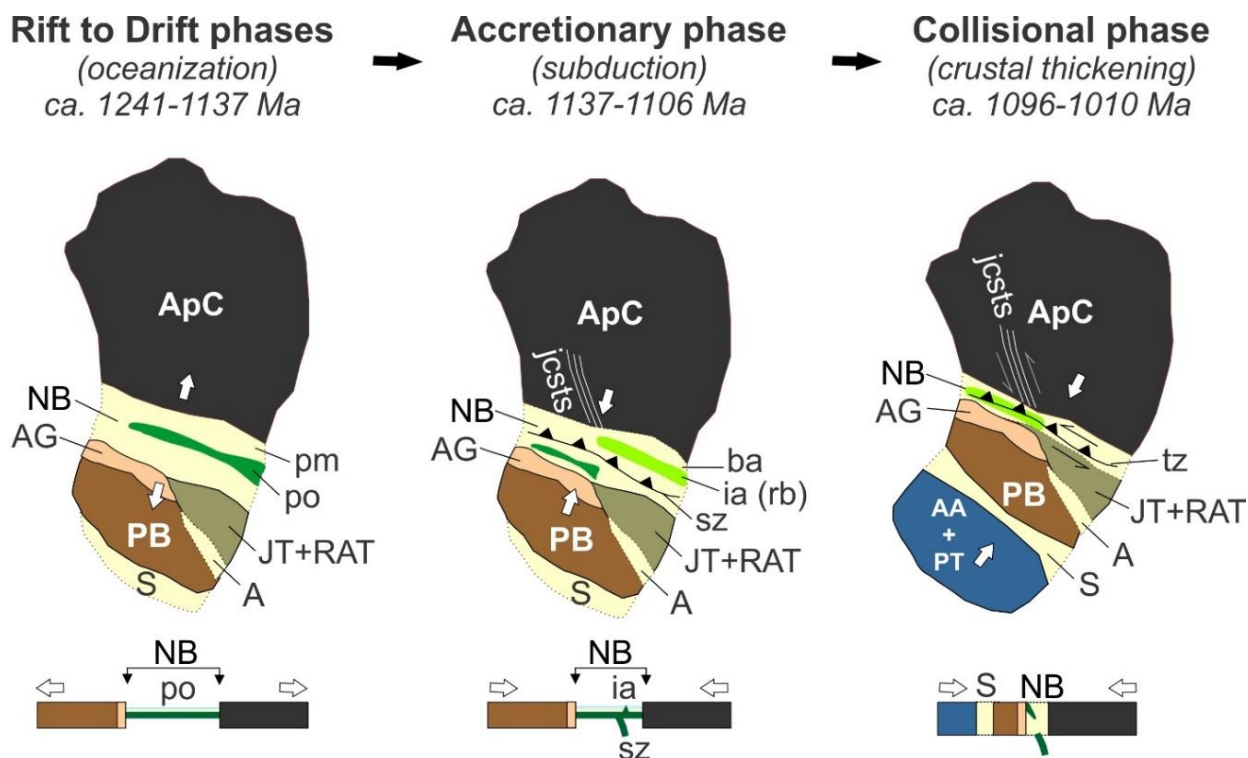 Rift to Drift phases
(oceanization)
ca. 1241-1137 Ma
Accretionary phase
(subduction)
ca. 1137-1106 Ma
Collisional phase
(crustal thickening)
ca. 1096-1010 Ma
ApC
NB
AG
pm
po
PB
JT+RAT
S
A
NB
po
ApC
jcsts
NB
AG
ba
ia (rb)
sz
PB
JT+RAT
S
A
NB
ia
sz
jcsts
ApC
NB
AG
tz
PB
JT+RAT
AA
+
PT
A
S
S
NB